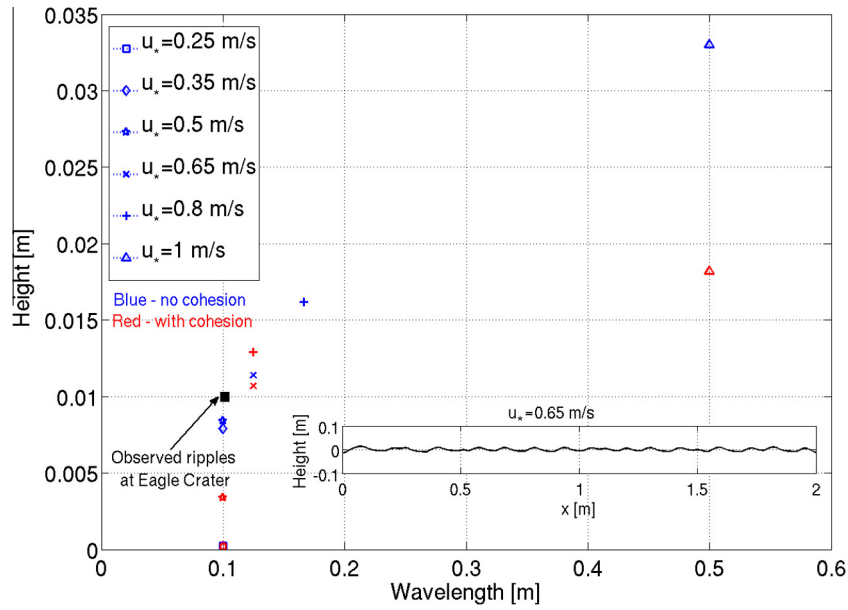 0.035
0.03
0.025
0.02
0.015
0.01
0.005
0
Height [m]
u*=0.25 m/s
u*=0.35 m/s
u*=0.5 m/s
u*=0.65 m/s
u*=0.8 m/s
u*=1 m/s
Blue - no cohesion
Red - with cohesion
Observed ripples
at Eagle Crater
u*=0.65 m/s
Height [m]
0.1
0
-0.1
0 0.5 1 1.5 2
x [m]
0 0.1 0.2 0.3 0.4 0.5 0.6
Wavelength [m]